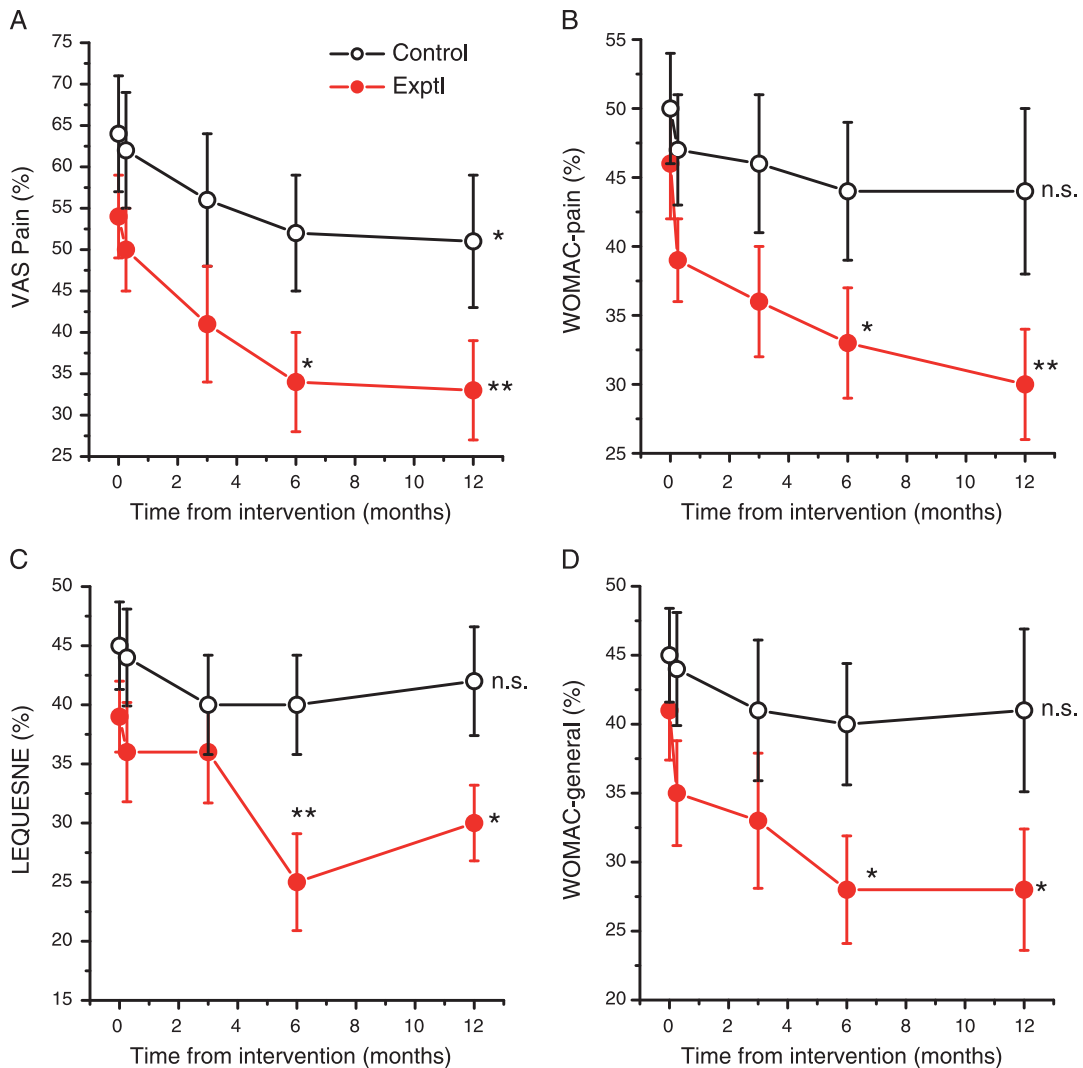 A
Control
Exptl
75
70
65
60
55
50
45
40
35
30
25
VAS Pain (%)
*
*
**
0 2 4 6 8 10 12
Time from intervention (months)
B
55
50
45
40
35
30
25
WOMAC-pain (%)
n.s.
*
**
0 2 4 6 8 10 12
Time from intervention (months)
C
50
45
40
35
30
25
20
15
LEQUESNE (%)
n.s.
**
*
0 2 4 6 8 10 12
Time from intervention (months)
D
50
45
40
35
30
25
20
WOMAC-general (%)
n.s.
*
*
0 2 4 6 8 10 12
Time from intervention (months)